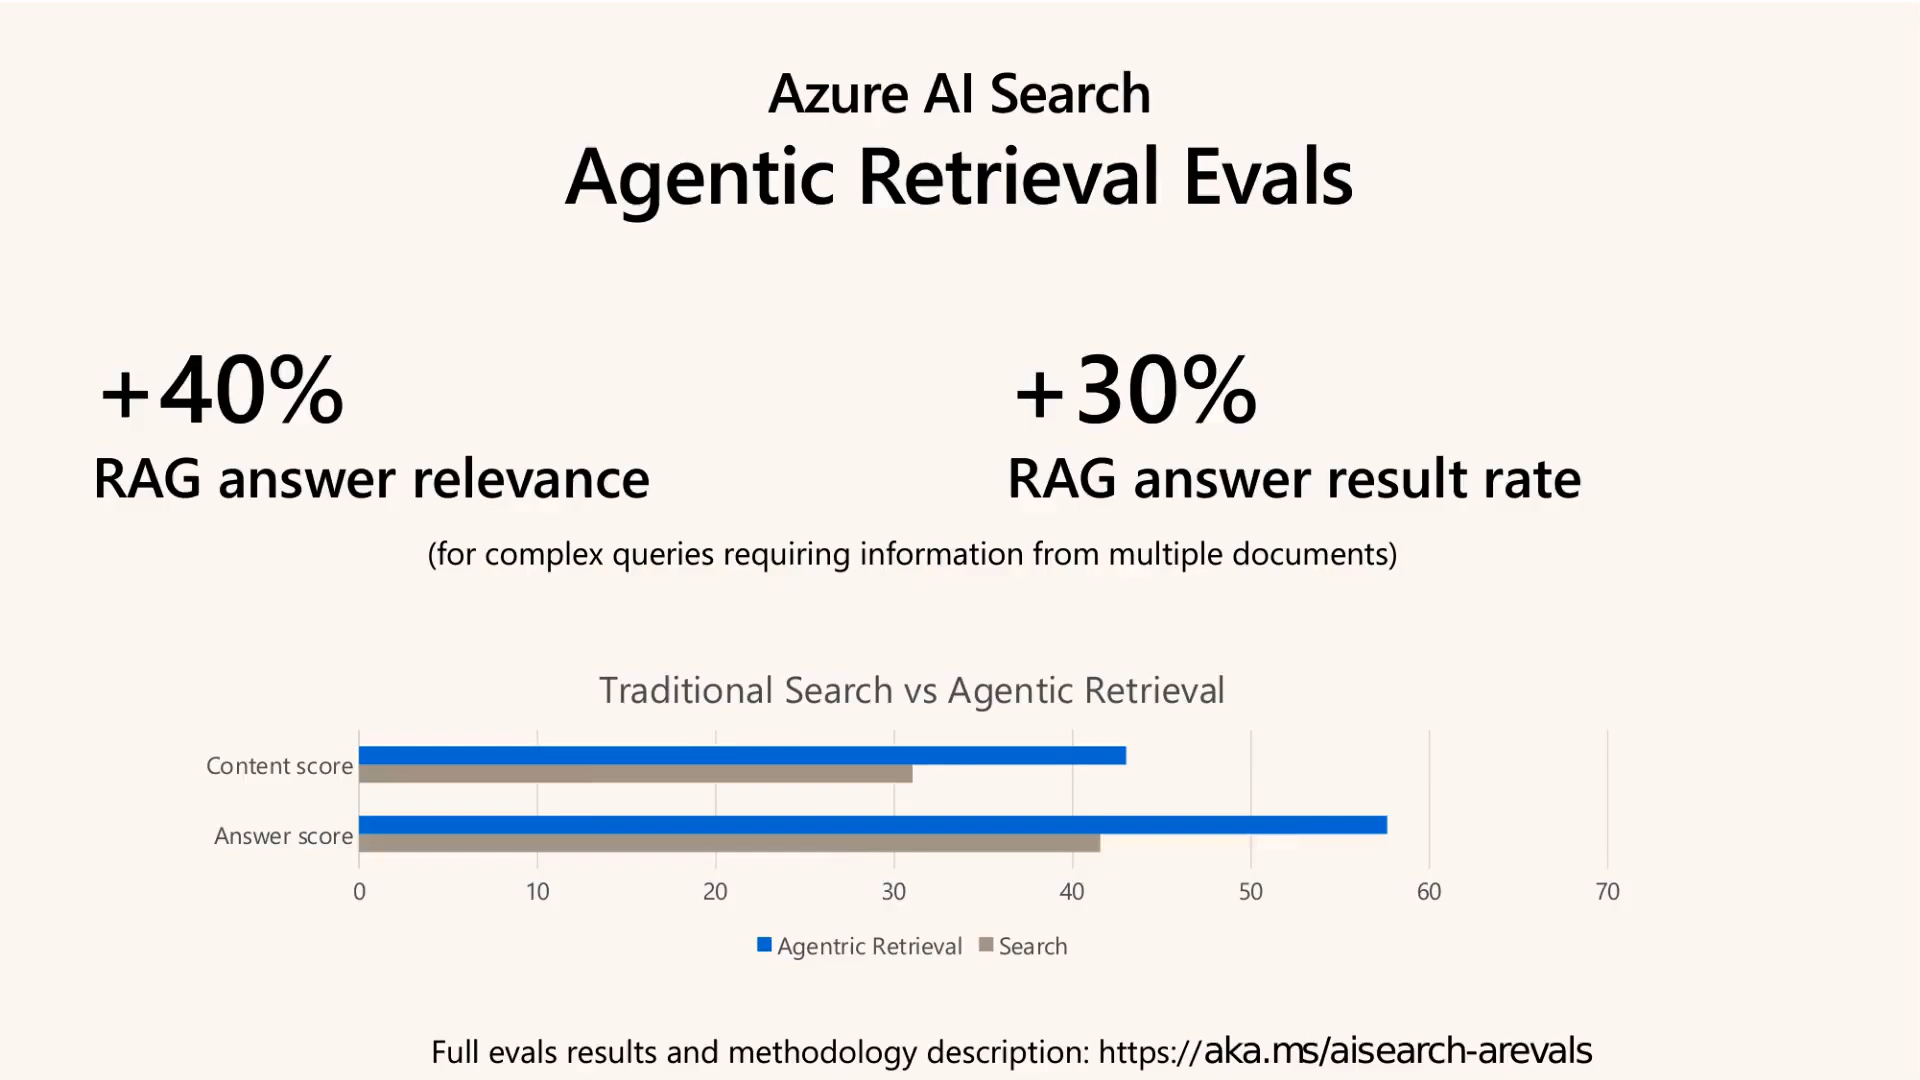 Azure AI Search
Agentic Retrieval Evals
+40%
RAG answer relevance
+30%
RAG answer result rate
(for complex queries requiring information from multiple documents)
Traditional Search vs Agentic Retrieval
Content score
Answer score
0 10 20 30 40 50 60 70
Agentric Retrieval Search
Full evals results and methodology description: https://aka.ms/aisearch-arevals